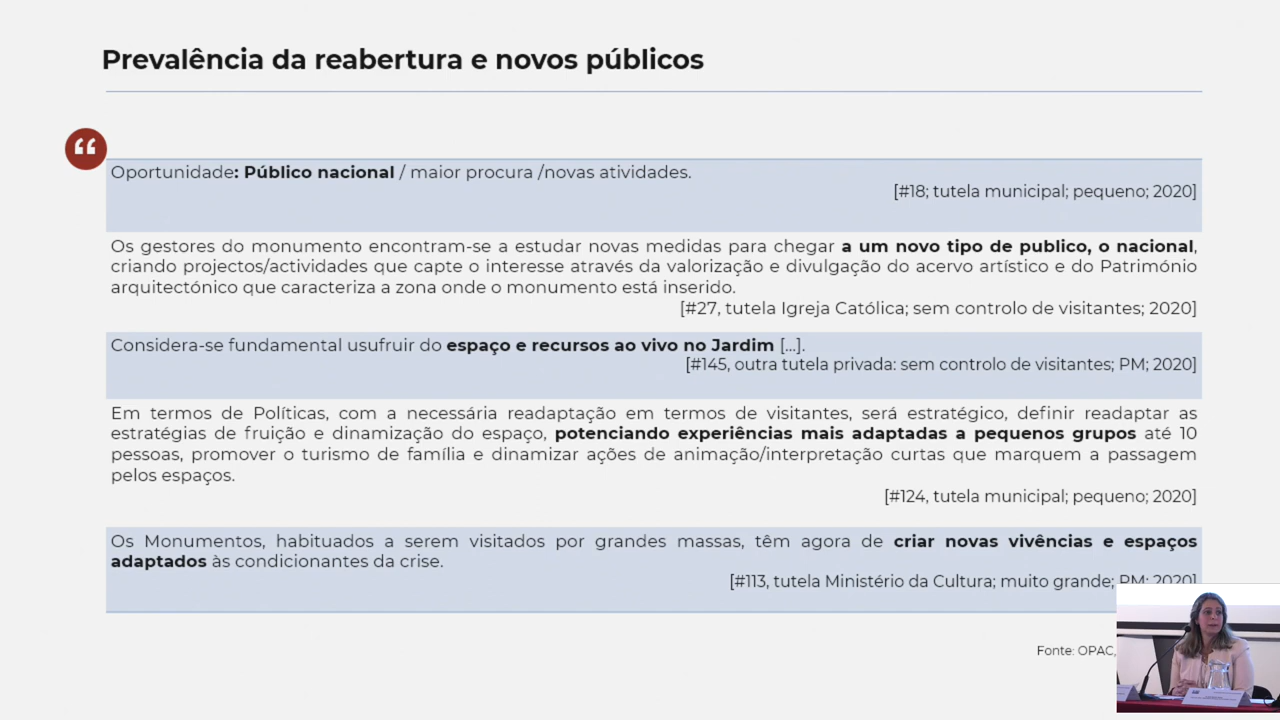 Prevalência da reabertura e novos públicos
Oportunidade: Público nacional / maior procura /novas atividades.
[#18; tutela municipal; pequeno; 2020]
Os gestores do monumento encontram-se a estudar novas medidas para chegar a um novo tipo de publico, o nacional,
criando projectos/actividades que capte o interesse através da valorização e divulgação do acervo artístico e do Património
arquitectónico que caracteriza a zona onde o monumento está inserido.
[#27, tutela Igreja Católica; sem controlo de visitantes; 2020]
Considera-se fundamental usufruir do espaço e recursos ao vivo no Jardim [...].
[#145, outra tutela privada: sem controlo de visitantes; PM; 2020]
Em termos de Políticas, com a necessária readaptação em termos de visitantes, será estratégico, definir readaptar as
estratégias de fruição e dinamização do espaço, potenciando experiências mais adaptadas a pequenos grupos até 10
pessoas, promover o turismo de família e dinamizar ações de animação/interpretação curtas que marquem a passagem
pelos espaços.
[#124, tutela municipal; pequeno; 2020]
Os Monumentos, habituados a serem visitados por grandes massas, têm agora de criar novas vivências e espaços
adaptados às condicionantes da crise.
[#113, tutela Ministério da Cultura; muito grande; PM; 2020]
Fonte: OPAC,